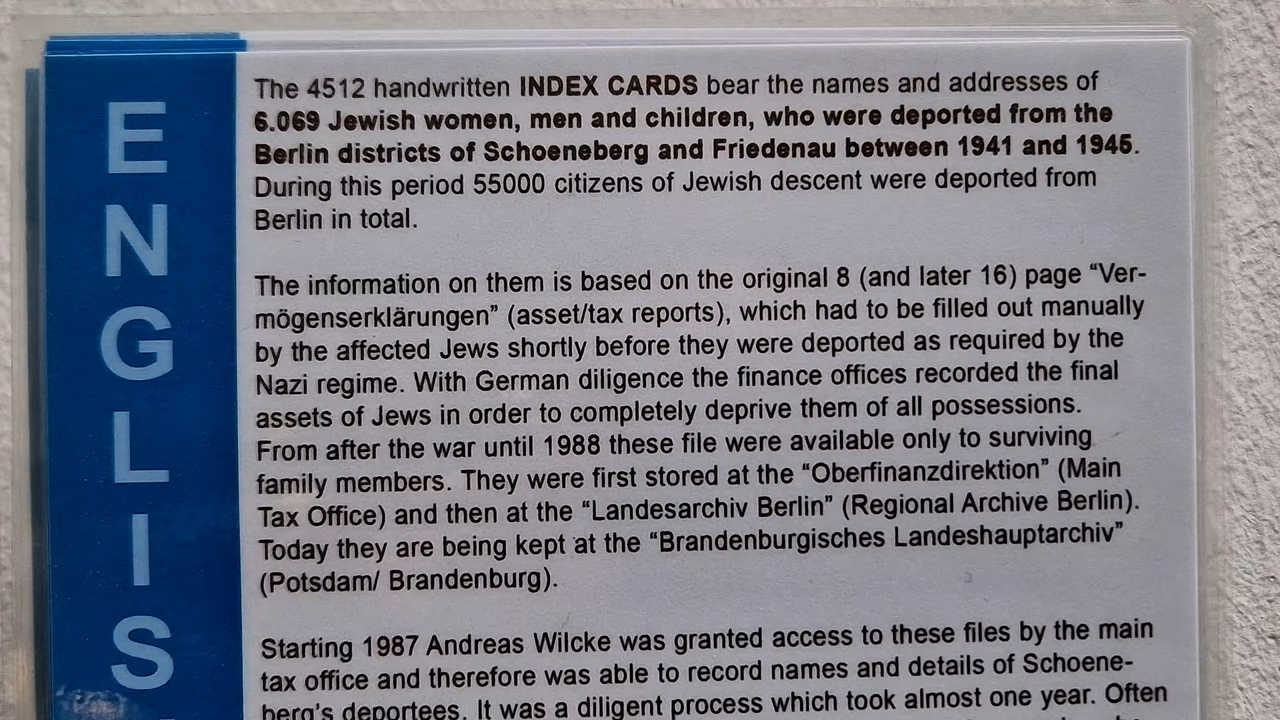 ENGLIS
The 4512 handwritten INDEX CARDS bear the names and addresses of
6.069 Jewish women, men and children, who were deported from the
Berlin districts of Schoeneberg and Friedenau between 1941 and 1945.
During this period 55000 citizens of Jewish descent were deported from
Berlin in total.
The information on them is based on the original 8 (and later 16) page “Ver-
mögenserklärungen” (asset/tax reports), which had to be filled out manually
by the affected Jews shortly before they were deported as required by the
Nazi regime. With German diligence the finance offices recorded the final
assets of Jews in order to completely deprive them of all possessions.
From after the war until 1988 these file were available only to surviving
family members. They were first stored at the “Oberfinanzdirektion” (Main
Tax Office) and then at the “Landesarchiv Berlin” (Regional Archive Berlin).
Today they are being kept at the “Brandenburgisches Landeshauptarchiv”
(Potsdam/ Brandenburg).
Starting 1987 Andreas Wilcke was granted access to these files by the main
tax office and therefore was able to record names and details of Schoene-
berg's deportees. It was a diligent process which took almost one year. Often